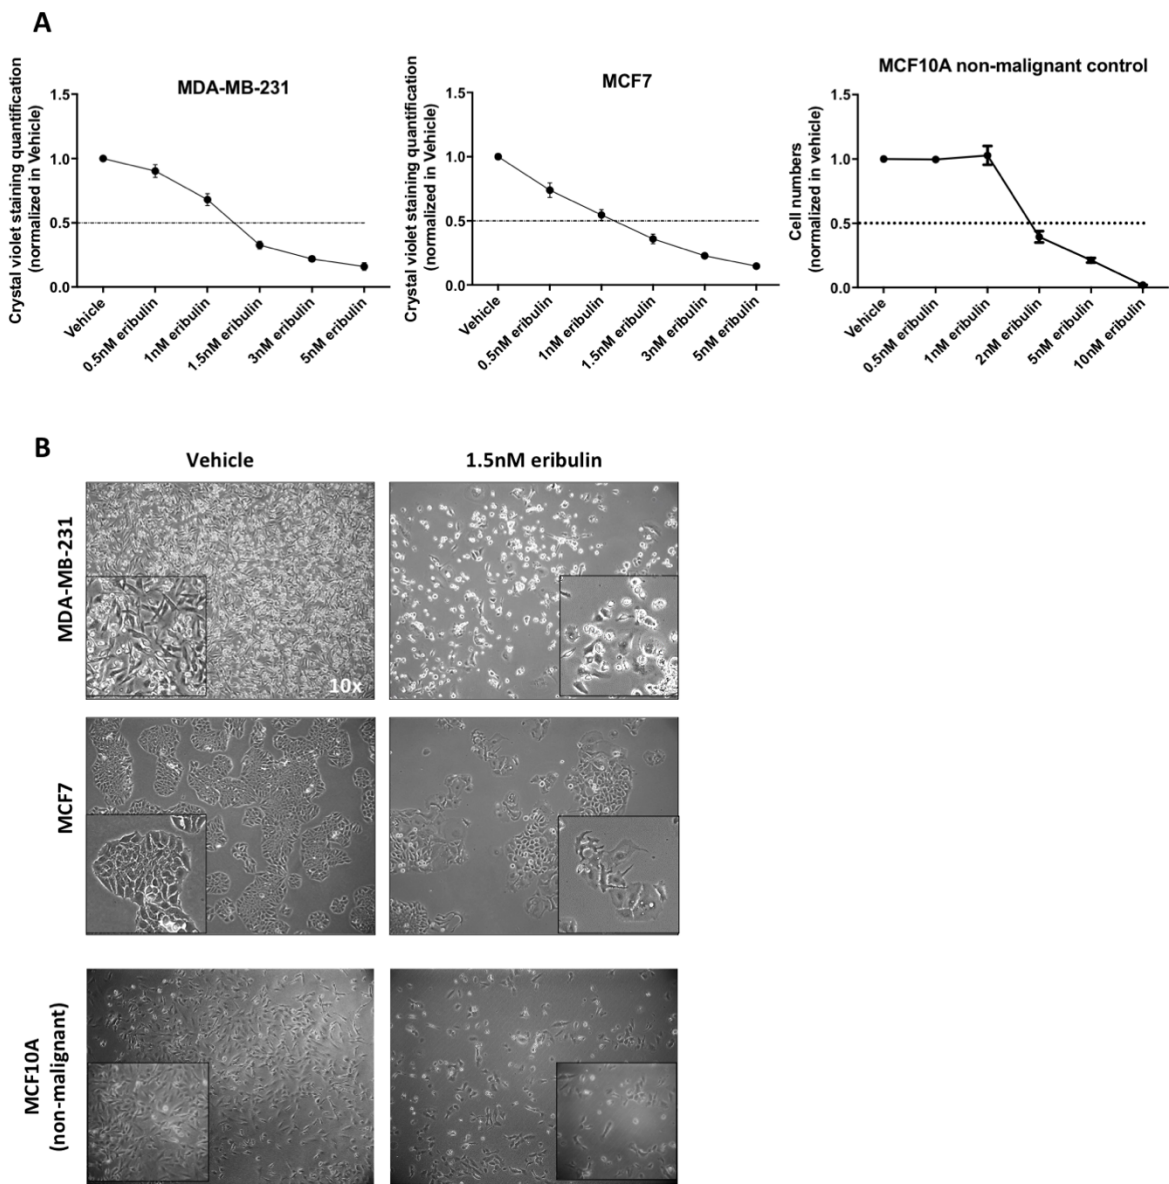 A
MDA-MB-231
Crystal violet staining quantification
(normalized in Vehicle)
1.5
1.0
0.5
0.0
Vehicle
0.5nM eribulin
1nM eribulin
1.5nM eribulin
3nM eribulin
5nM eribulin
MCF7
Crystal violet staining quantification
(normalized in Vehicle)
1.5
1.0
0.5
0.0
Vehicle
0.5nM eribulin
1nM eribulin
1.5nM eribulin
3nM eribulin
5nM eribulin
MCF10A non-malignant control
Cell numbers
(normalized in vehicle)
1.5
1.0
0.5
0.0
Vehicle
0.5nM eribulin
1nM eribulin
2nM eribulin
5nM eribulin
10nM eribulin
B
Vehicle
1.5nM eribulin
MDA-MB-231
10x
MCF7
MCF10A
(non-malignant)